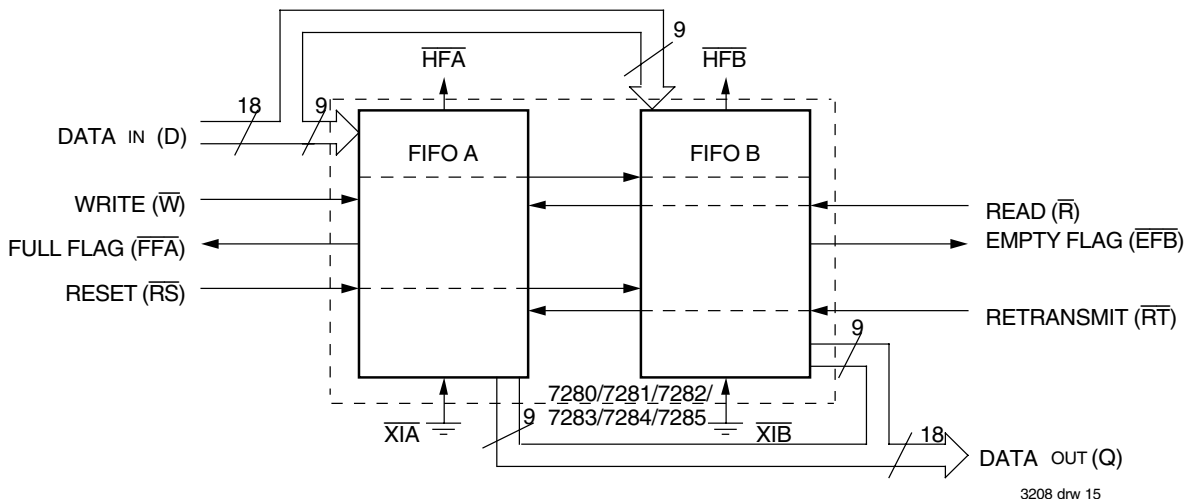 9
HFA
HFB
18
9
DATA IN (D)
FIFO A
FIFO B
WRITE (W)
READ (R)
FULL FLAG (FFA)
EMPTY FLAG (EFB)
RESET (RS)
RETRANSMIT (RT)
9
7280/7281/7282/
7283/7284/7285
9
XIA
XIB
18
DATA OUT (Q)
3208 drw 15